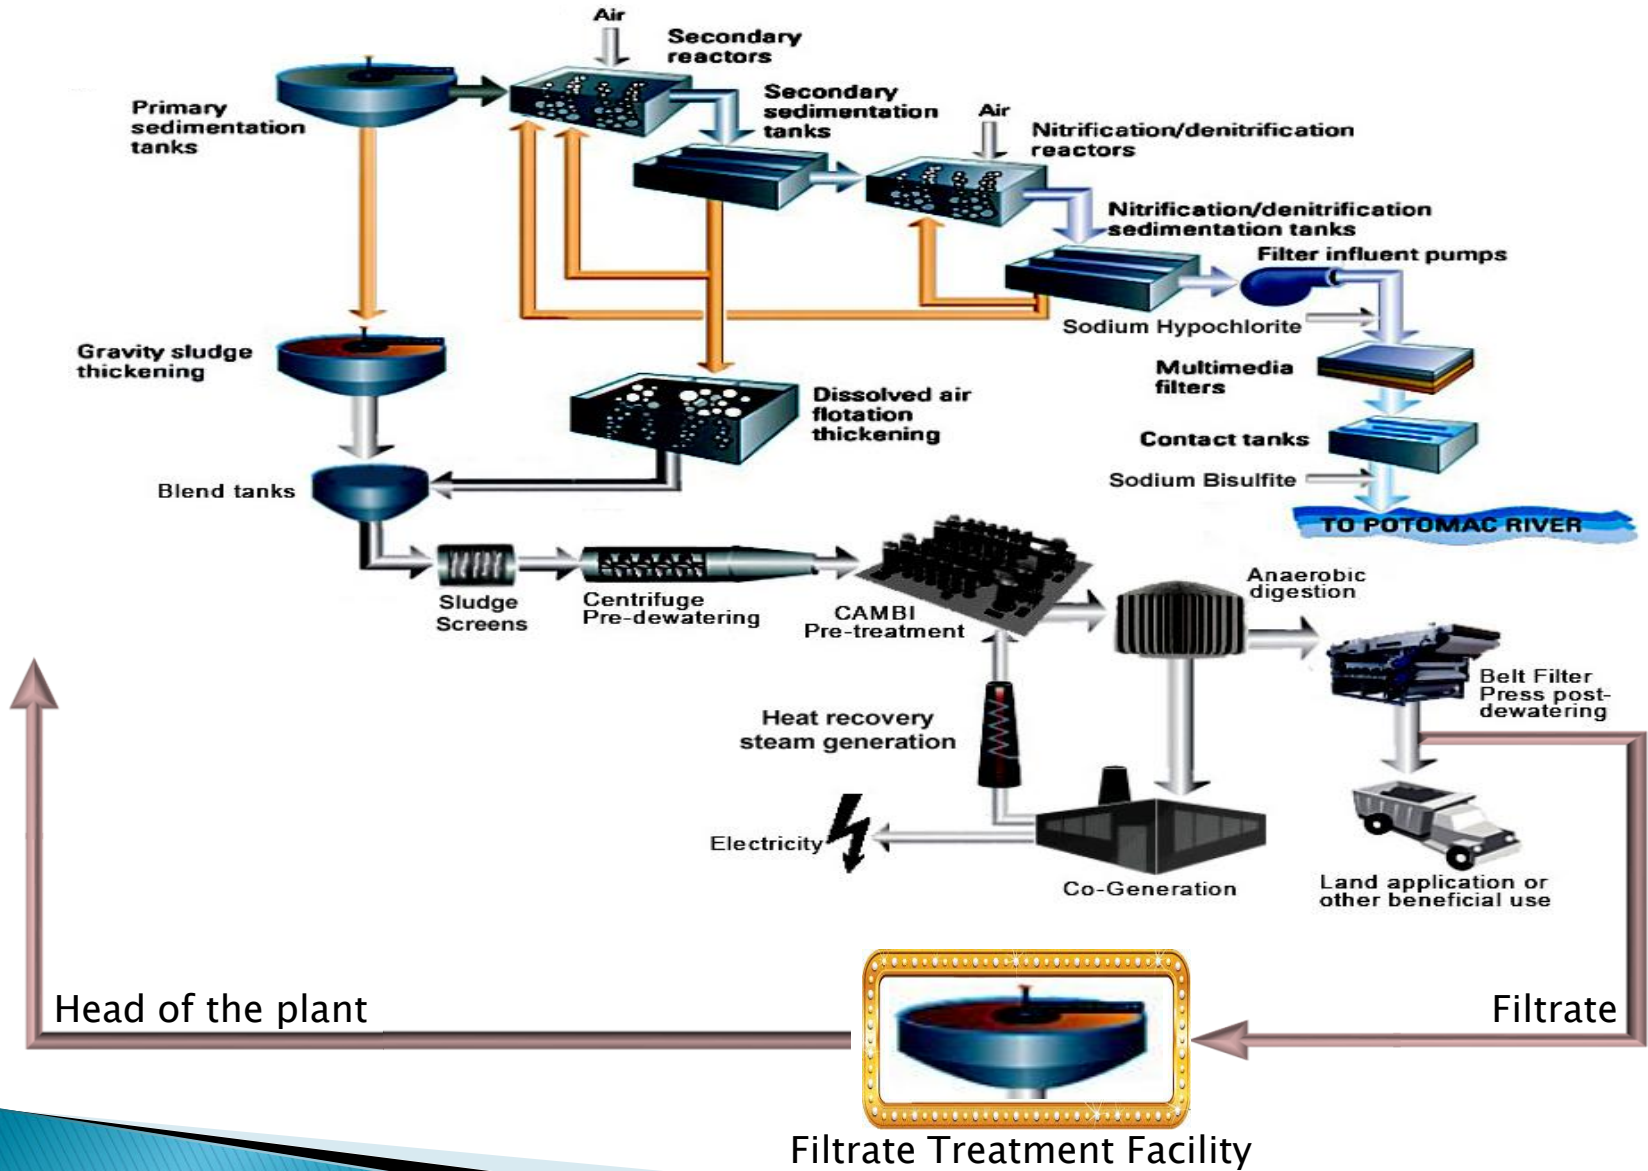 Air
Secondary
reactors
Primary
sedimentation
tanks
Secondary
sedimentation
tanks
Air
Nitrification/denitrification
reactors
Nitrification/denitrification
sedimentation tanks
Filter influent pumps
Sodium Hypochlorite
Gravity sludge
thickening
Multimedia
filters
Dissolved air
flotation
thickening
Contact tanks
Sodium Bisulfite
Blend tanks
TO POTOMAC RIVER
Sludge
Screens
Centrifuge
Pre-dewatering
CAMBI
Pre-treatment
Anaerobic
digestion
Belt Filter
Press post-
dewatering
Heat recovery
steam generation
Electricity
Co-Generation
Land application or
other beneficial use
Head of the plant
Filtrate
Filtrate Treatment Facility